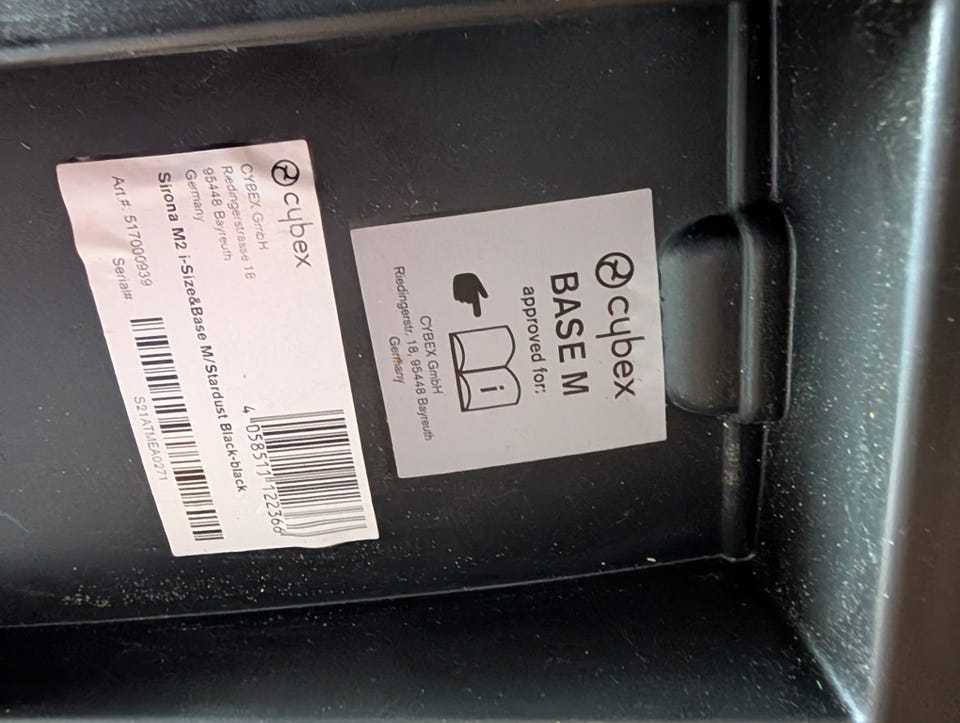 cybex
BASE M
approved for:
i
CYBEX GmbH
Riedingerstr. 18, 95448 Bayreuth
Germany
cybex
CYBEX GmbH
Riedingerstrasse 18
95448 Bayreuth
Germany
4 058511 122366
Sirona M2 i-Size&Base M/Stardust Black-black
Art.#: 517000939 Serial#:
S21ATMEA0271